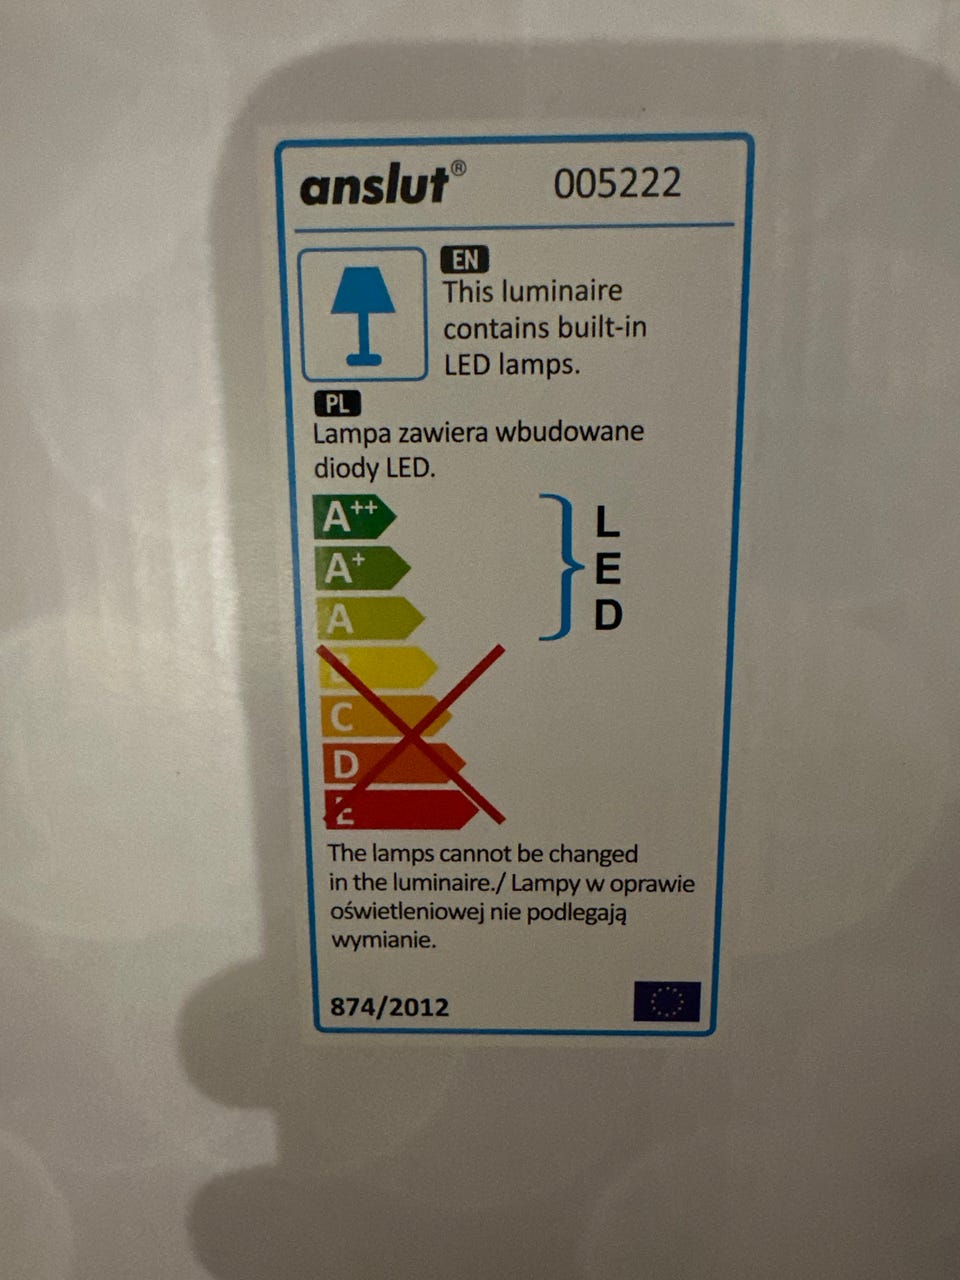 anslut® 005222
EN
This luminaire
contains built-in
LED lamps.
PL
Lampa zawiera wbudowane
diody LED.
A++
A+
A
B
C
D
E
L
E
D
The lamps cannot be changed
in the luminaire./ Lampy w oprawie
oświetleniowej nie podlegają
wymianie.
874/2012